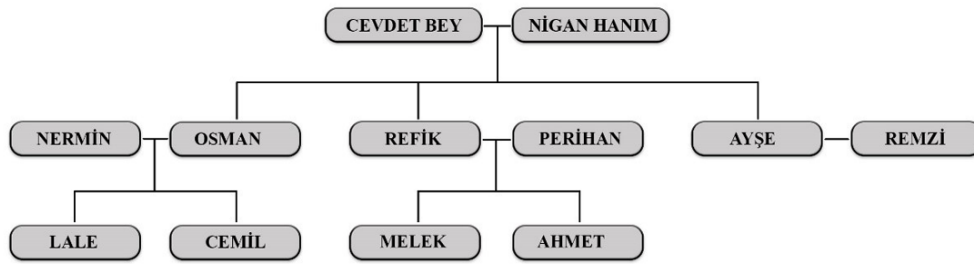 CEVDET BEY NİGAN HANIM
NERMİN OSMAN REFİK PERİHAN AYŞE REMZİ
LALE CEMİL MELEK AHMET